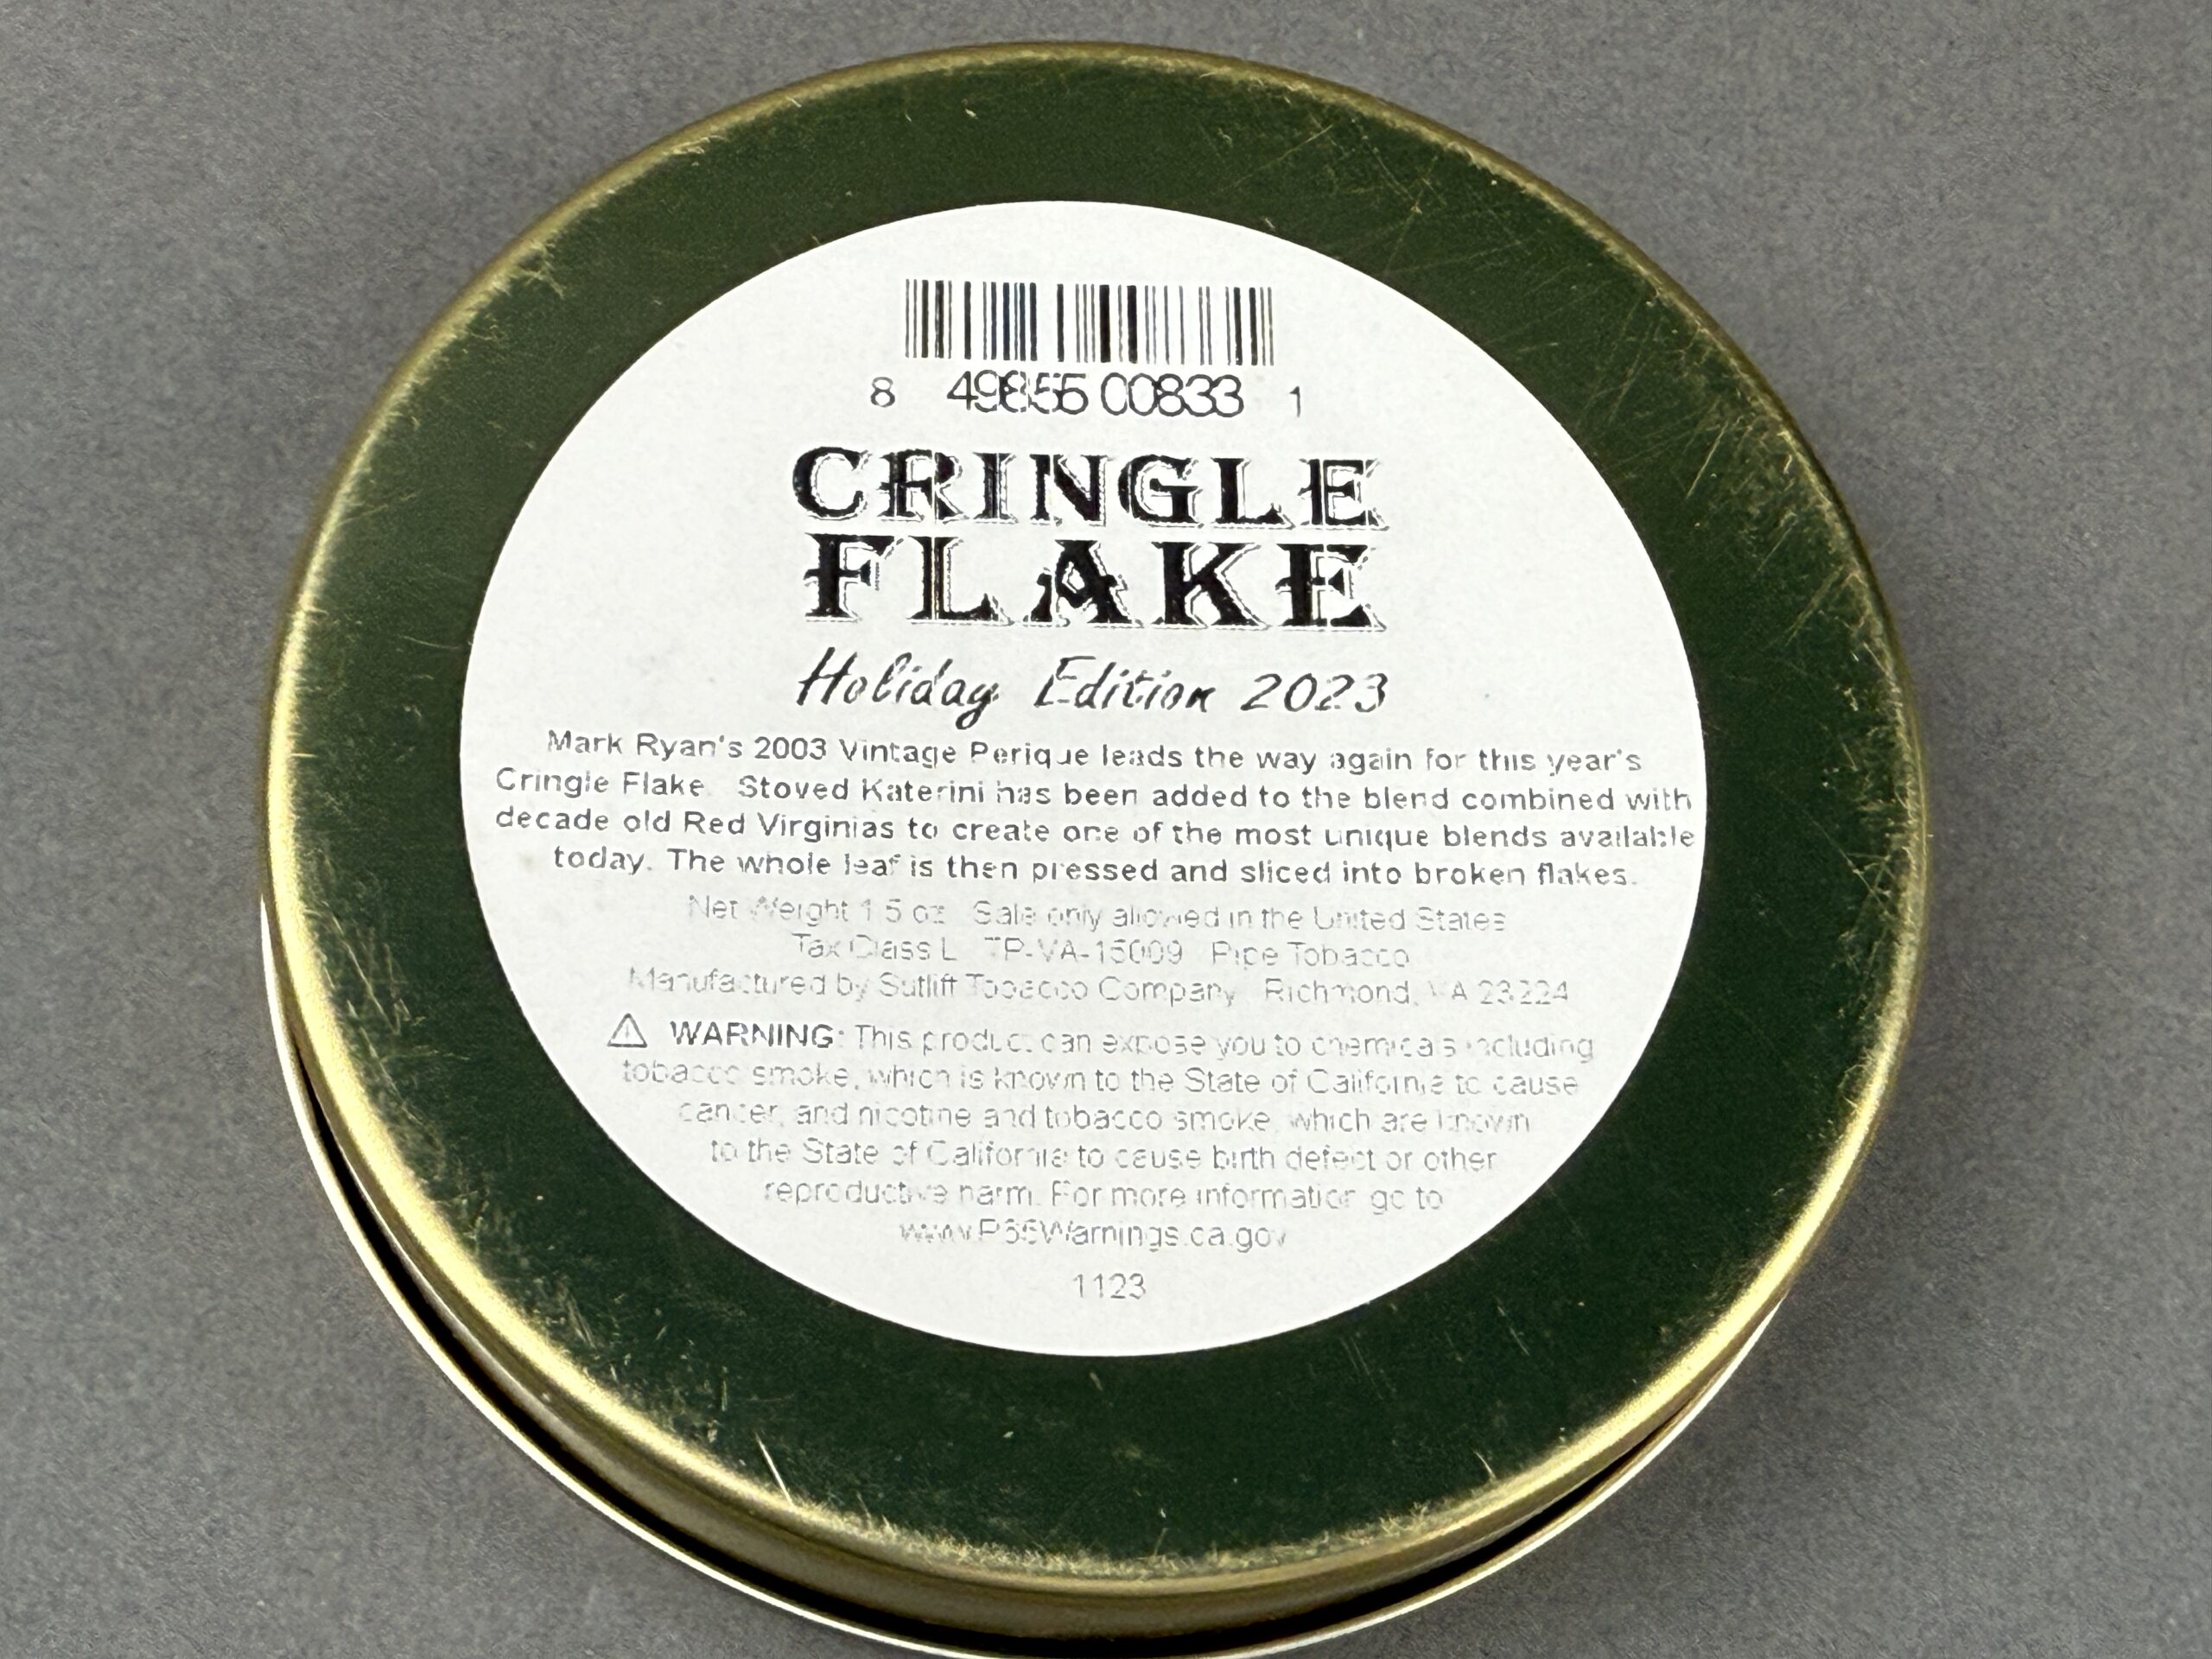 8 49855 00833 1
CRINGLE
FLAKE
Holiday Edition 2023
Mark Ryan's 2003 Vintage Perique leads the way again for this year's
Cringle Flake. Stoved Katerini has been added to the blend combined with
decade old Red Virginias to create one of the most unique blends available
today. The whole leaf is then pressed and sliced into broken flakes.
Net Weight 1.5 oz Sale only allowed in the United States
Tax Class L TP-VA-15009 Pipe Tobacco
Manufactured by Sutliff Tobacco Company Richmond, VA 23224
⚠ WARNING: This product can expose you to chemicals including
tobacco smoke, which is known to the State of California to cause
cancer, and nicotine and tobacco smoke, which are known
to the State of California to cause birth defect or other
reproductive harm. For more information go to
www.P65Warnings.ca.gov
1123